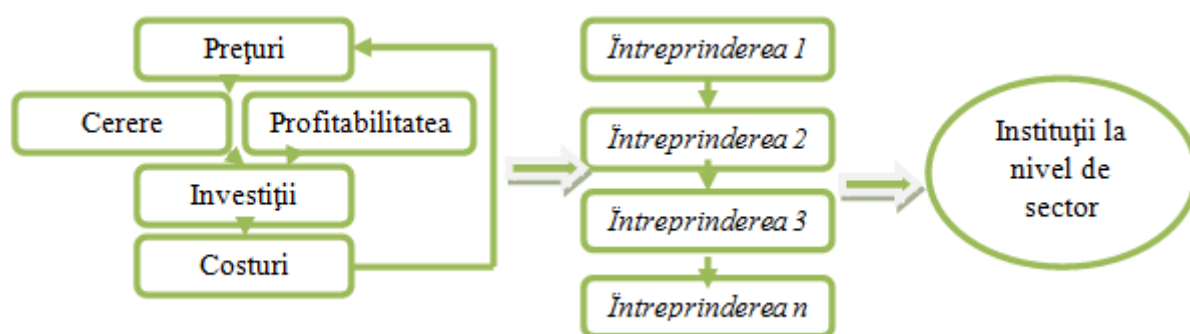 Preţuri
Cerere
Profitabilitatea
Investiţii
Costuri
Întreprinderea 1
Întreprinderea 2
Întreprinderea 3
Întreprinderea n
Instituţii la
nivel de
sector